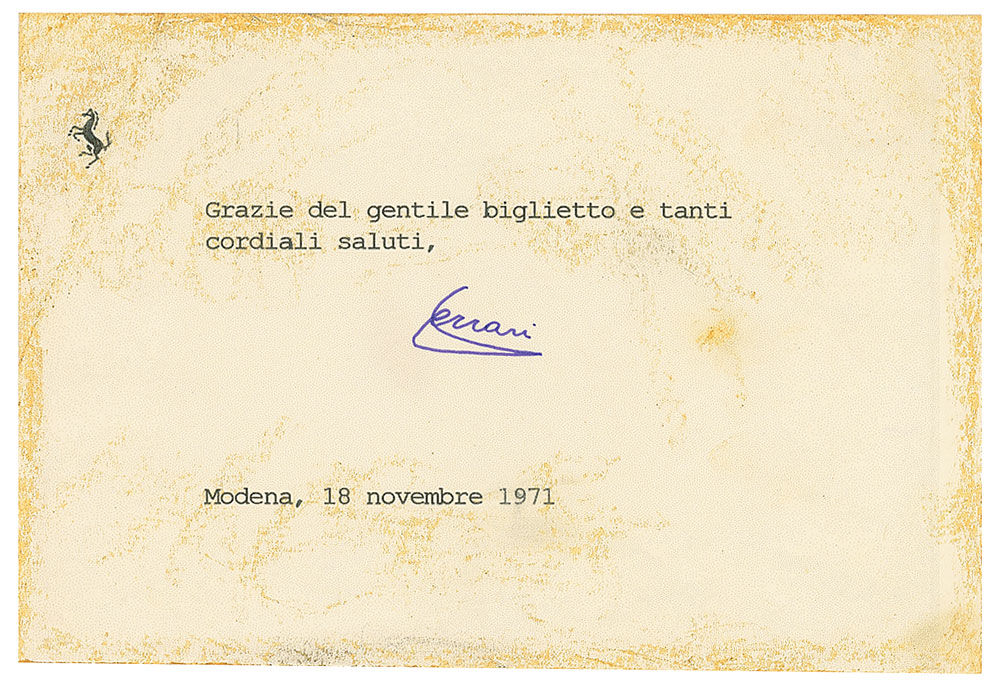 Grazie del gentile biglietto e tanti
cordiali saluti,
Ferrari
Modena, 18 novembre 1971